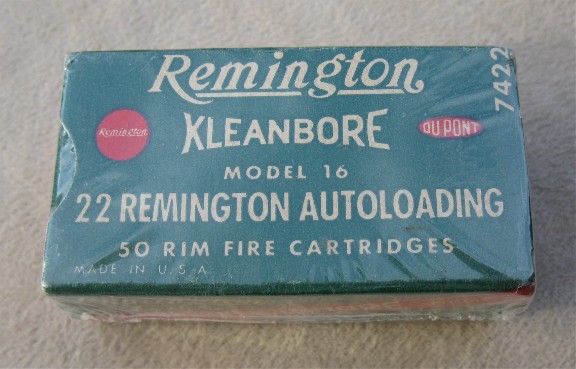 Remington
7422
Remington
KLEANBORE
DU PONT
MODEL 16
22 REMINGTON AUTOLOADING
50 RIM FIRE CARTRIDGES
MADE IN U.S.A.